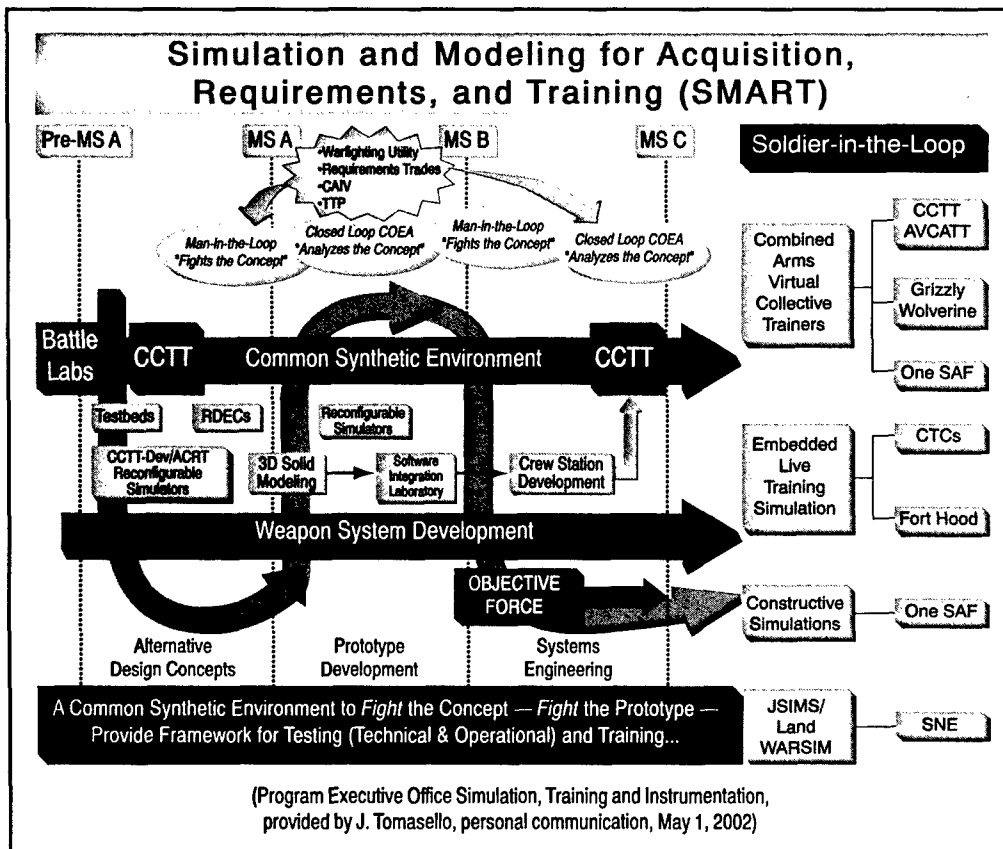 Simulation and Modeling for Acquisition,
Requirements, and Training (SMART)
Pre-MS A
MS A
MS B
MS C
•Warfighting Utility
•Requirements Trades
•CAIV
•TTP
Man-in-the-Loop
"Fights the Concept"
Closed Loop COEA
"Analyzes the Concept"
Man-in-the-Loop
"Fights the Concept"
Closed Loop COEA
"Analyzes the Concept"
Battle
Labs
CCTT
Common Synthetic Environment
CCTT
Testbeds
RDECs
Reconfigurable
Simulators
CCTT-Dev/ACRT
Reconfigurable
Simulators
3D Solid
Modeling
Software
Integration
Laboratory
Crew Station
Development
Weapon System Development
OBJECTIVE
FORCE
Alternative
Design Concepts
Prototype
Development
Systems
Engineering
A Common Synthetic Environment to Fight the Concept — Fight the Prototype —
Provide Framework for Testing (Technical & Operational) and Training...
Soldier-in-the-Loop
Combined
Arms
Virtual
Collective
Trainers
CCTT
AVCATT
Grizzly
Wolverine
One SAF
Embedded
Live
Training
Simulation
CTCs
Fort Hood
Constructive
Simulations
One SAF
JSIMS/
Land
WARSIM
SNE
(Program Executive Office Simulation, Training and Instrumentation,
provided by J. Tomasello, personal communication, May 1, 2002)